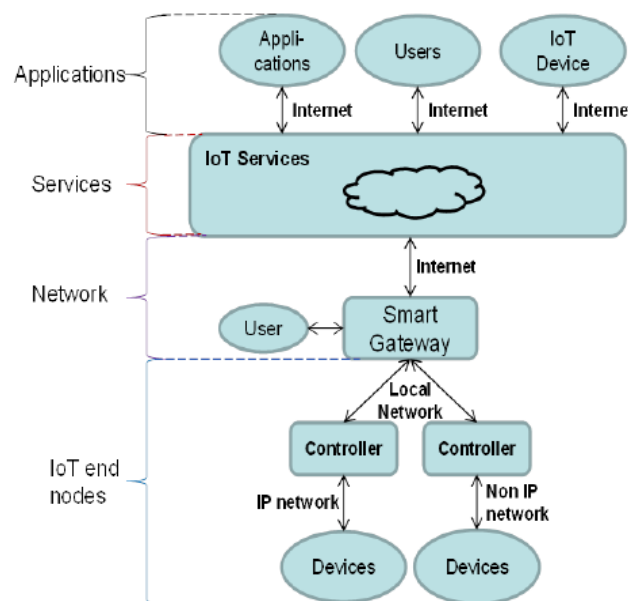 Appli-
cations
Users
IoT
Device
Applications
Internet
Internet
Internet
IoT Services
Services
Internet
Network
User
Smart
Gateway
Local
Network
Controller
Controller
IoT end
nodes
IP network
Non IP
network
Devices
Devices